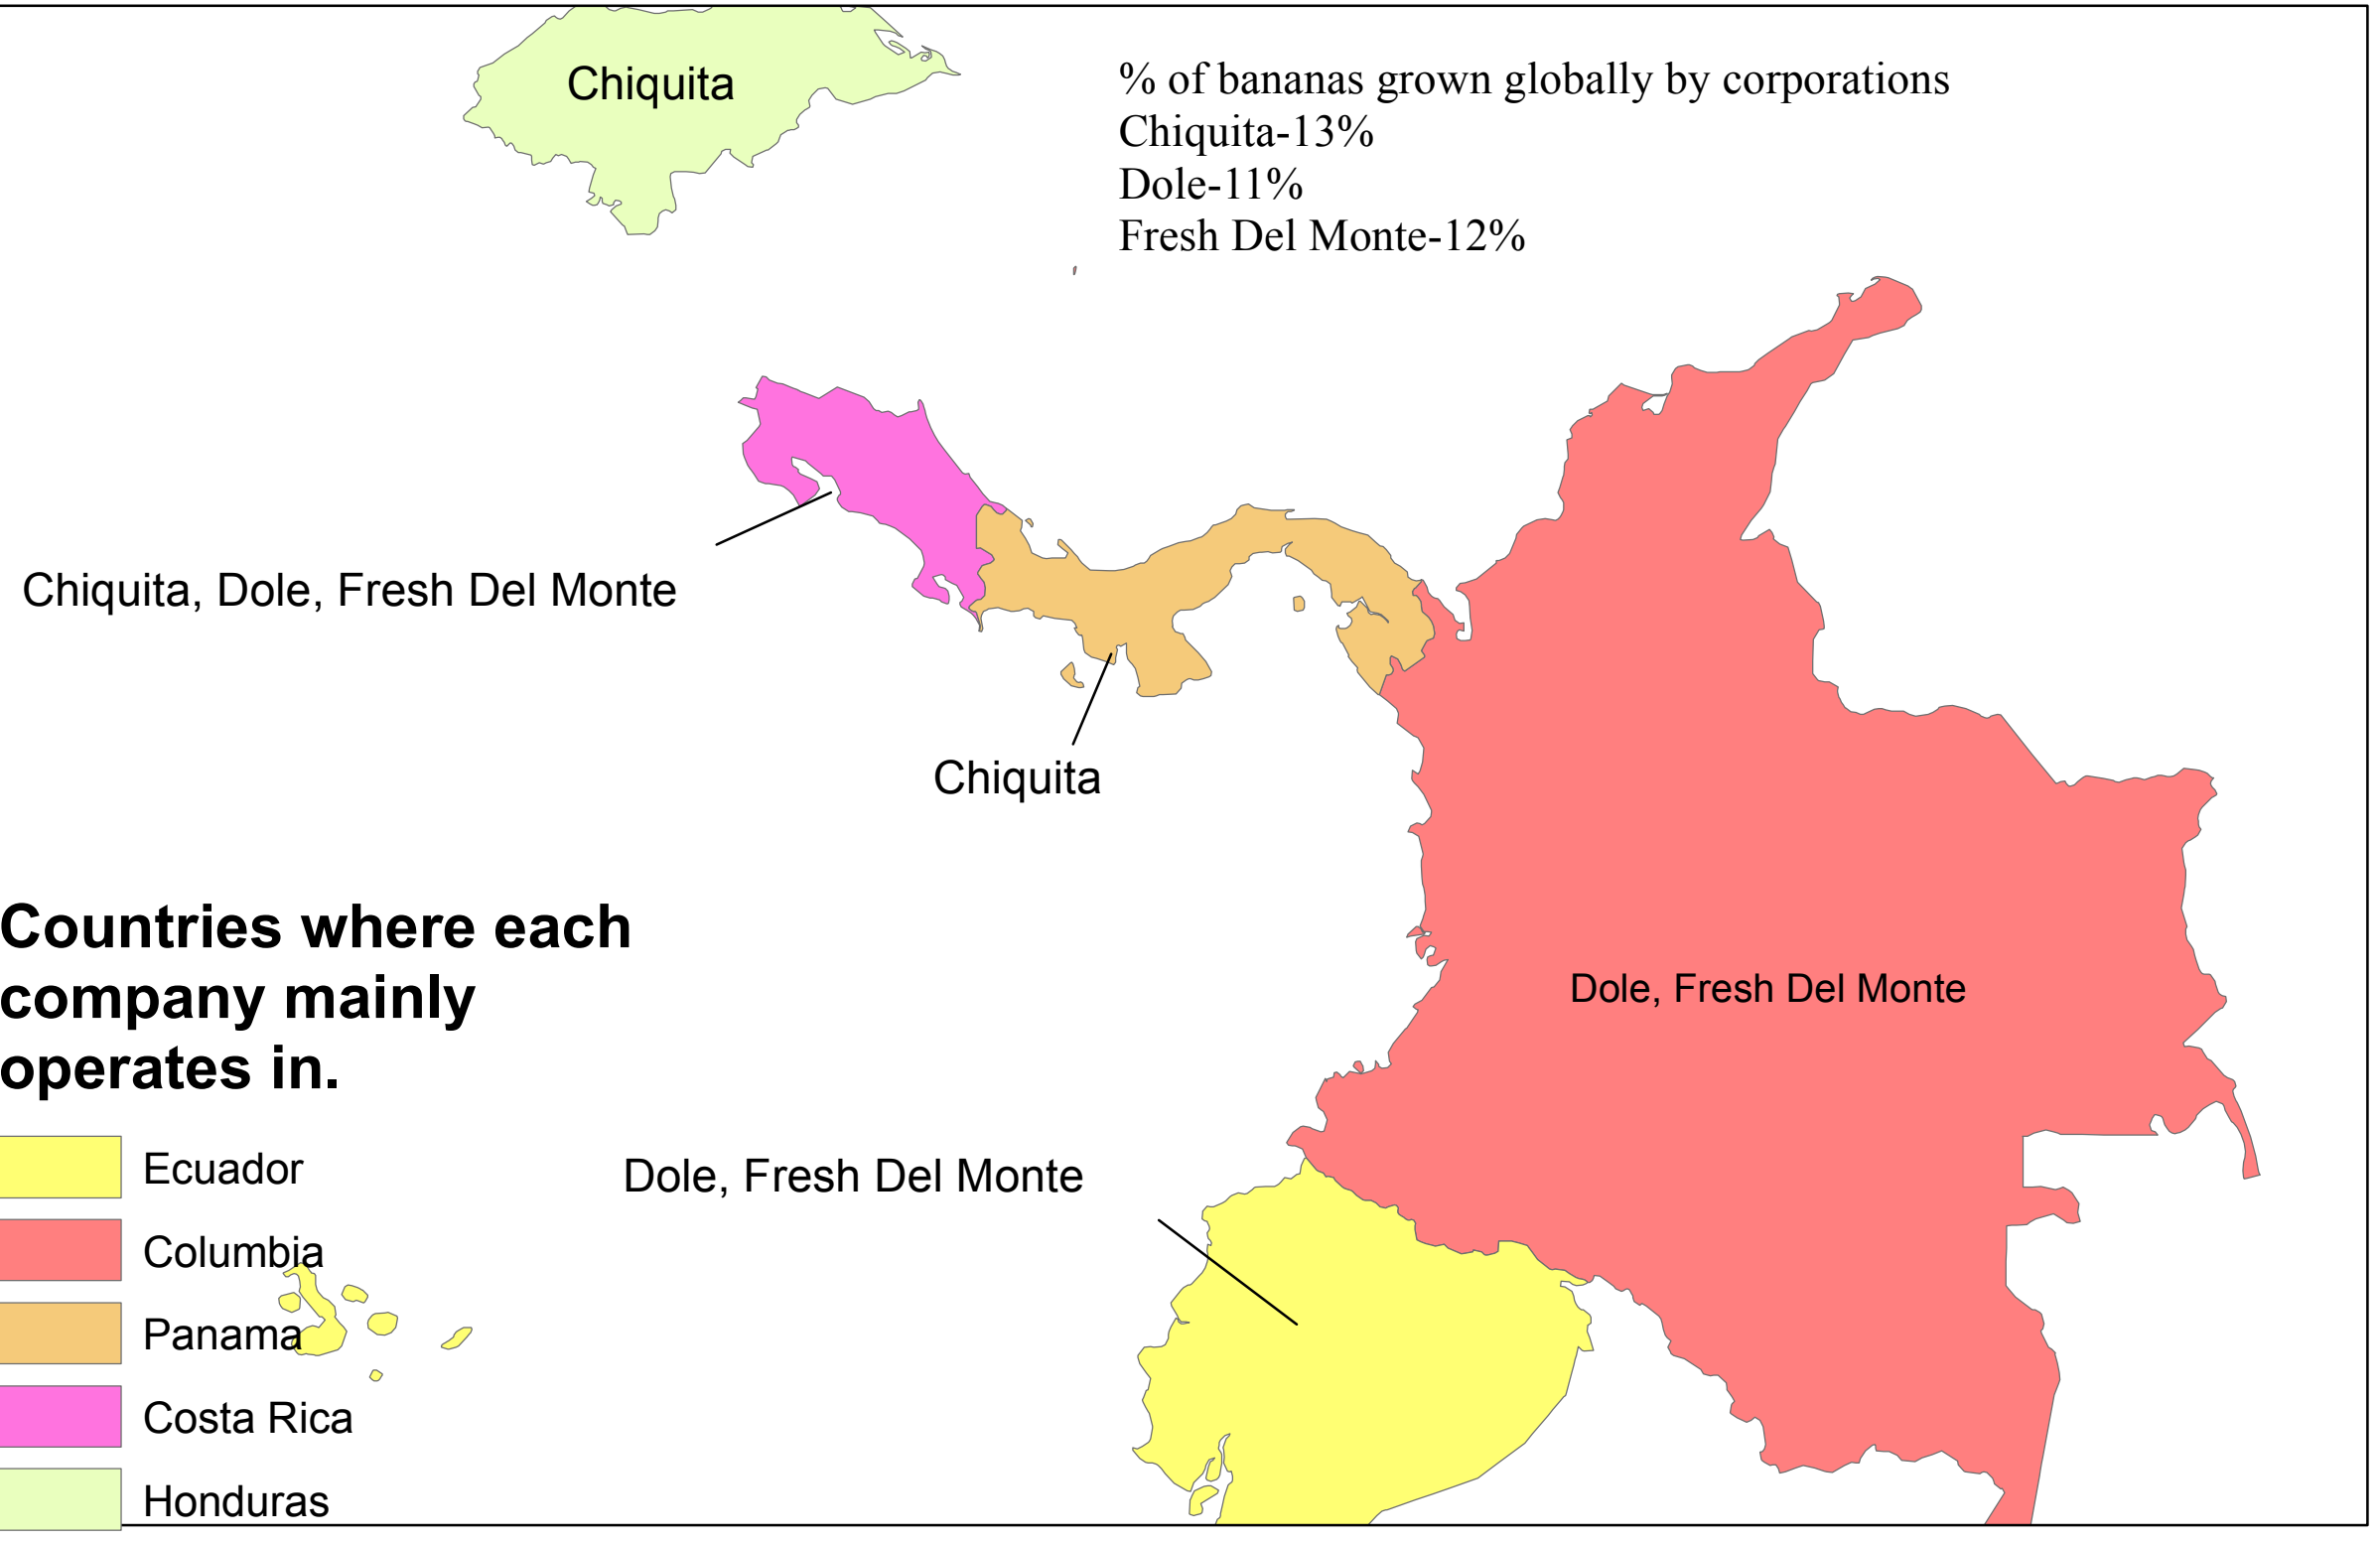 Chiquita
% of bananas grown globally by corporations
Chiquita-13%
Dole-11%
Fresh Del Monte-12%
Chiquita, Dole, Fresh Del Monte
Chiquita
Dole, Fresh Del Monte
Dole, Fresh Del Monte
Countries where each
company mainly
operates in.
Ecuador
Columbia
Panama
Costa Rica
Honduras